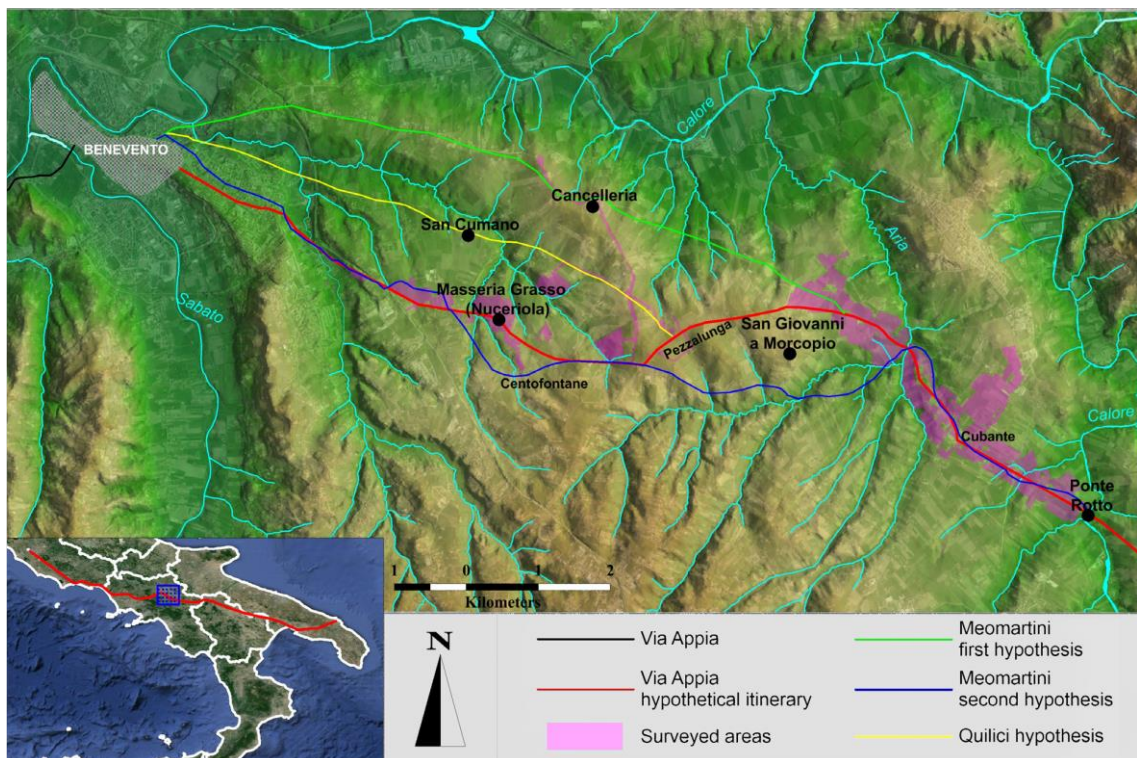 Calore
BENEVENTO
Cancelleria
San Cumano
Aria
Sabato
Masseria Grasso
(Nuceriola)
Pezzalunga
San Giovanni
a Morcopio
Centofontane
Calore
Cubante
Ponte
Rotto
1 0 1 2
Kilometers
N
Via Appia
Via Appia
hypothetical itinerary
Surveyed areas
Meomartini
first hypothesis
Meomartini
second hypothesis
Quilici hypothesis